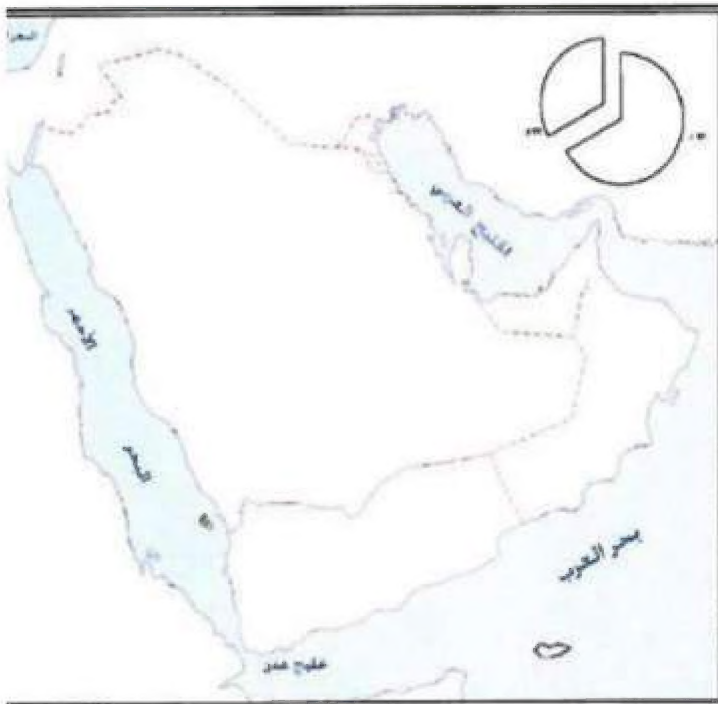 الخليج العربي
الأحمر
البحر
بحر العرب
خليج عدن